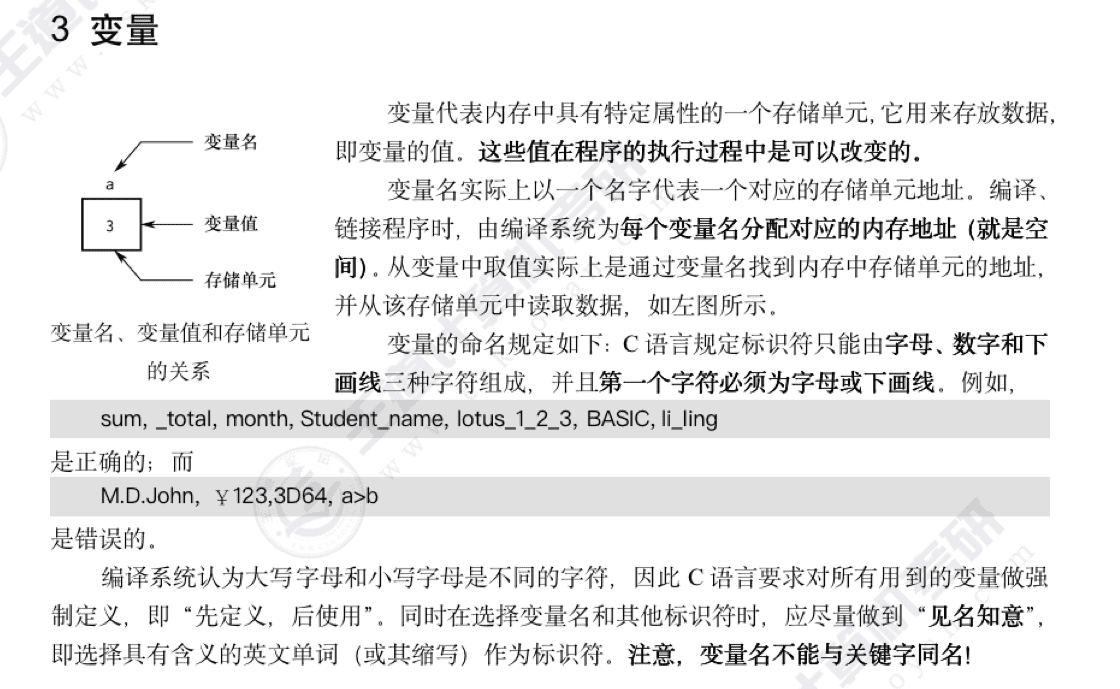 3 变量
变量名
a
3
变量值
存储单元
变量名、变量值和存储单元
的关系
变量代表内存中具有特定属性的一个存储单元,它用来存放数据,
即变量的值。这些值在程序的执行过程中是可以改变的。
变量名实际上以一个名字代表一个对应的存储单元地址。编译、
链接程序时，由编译系统为每个变量名分配对应的内存地址（就是空
间）。从变量中取值实际上是通过变量名找到内存中存储单元的地址，
并从该存储单元中读取数据，如左图所示。
变量的命名规定如下：C 语言规定标识符只能由字母、数字和下
画线三种字符组成，并且第一个字符必须为字母或下画线。例如，
sum, _total, month, Student_name, lotus_1_2_3, BASIC, li_ling
是正确的；而
M.D.John, ￥123,3D64, a>b
是错误的。
编译系统认为大写字母和小写字母是不同的字符，因此 C 语言要求对所有用到的变量做强
制定义，即“先定义，后使用”。同时在选择变量名和其他标识符时，应尽量做到“见名知意”，
即选择具有含义的英文单词（或其缩写）作为标识符。注意，变量名不能与关键字同名!